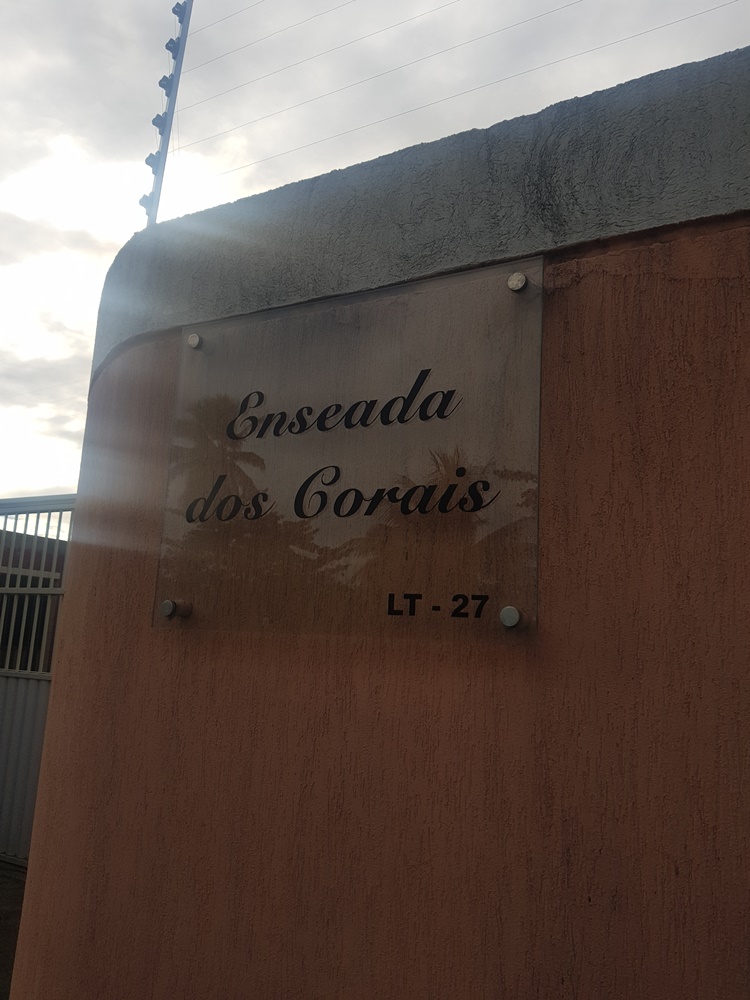 Enseada
dos Corais
LT - 27